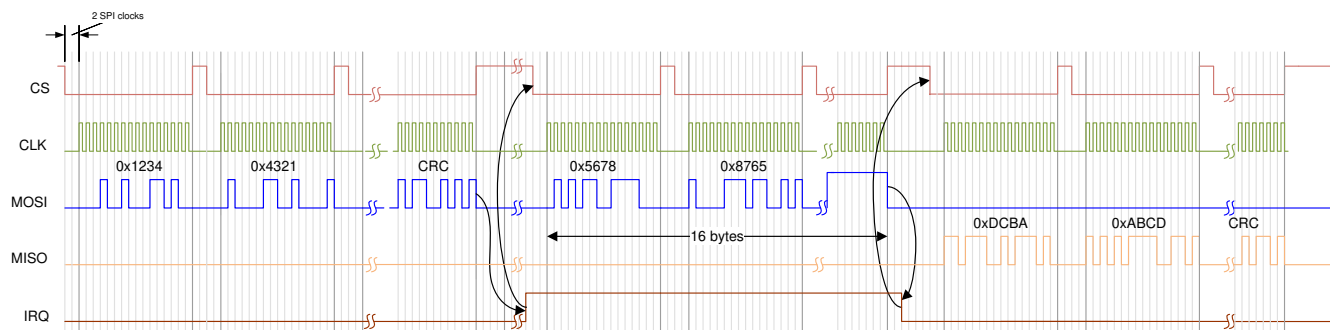 2 SPI clocks
CS
CLK
0x1234
0x4321
CRC
0x5678
0x8765
MOSI
16 bytes
0xDCBA
0xABCD
CRC
MISO
IRQ